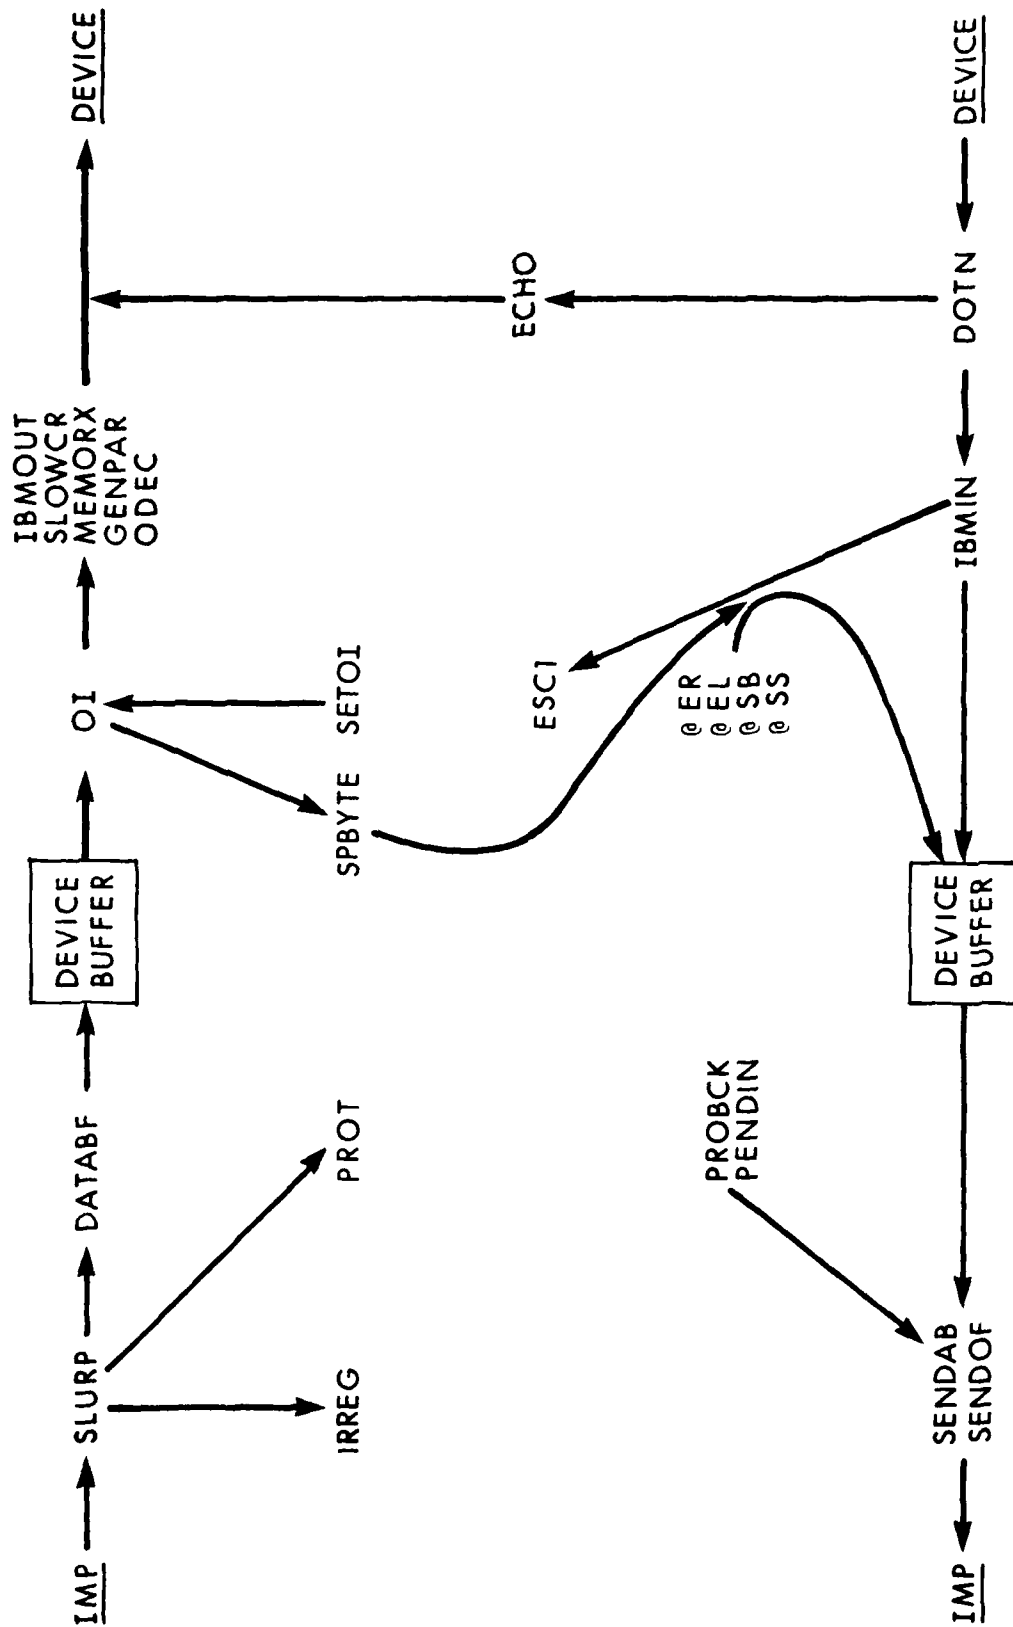 IMP
SLURP
DATABF
DEVICE
BUFFER
OI
IBMOUT
SLOWCR
MEMORX
GENPAR
ODEC
DEVICE
IRREG
PROT
SPBYTE
SETOI
ESC1
ECHO
@ ER
@ EL
@ SB
@ SS
PROBCK
PENDIN
IMP
SENDAB
SENDOF
DEVICE
BUFFER
IBMIN
DOTN
DEVICE